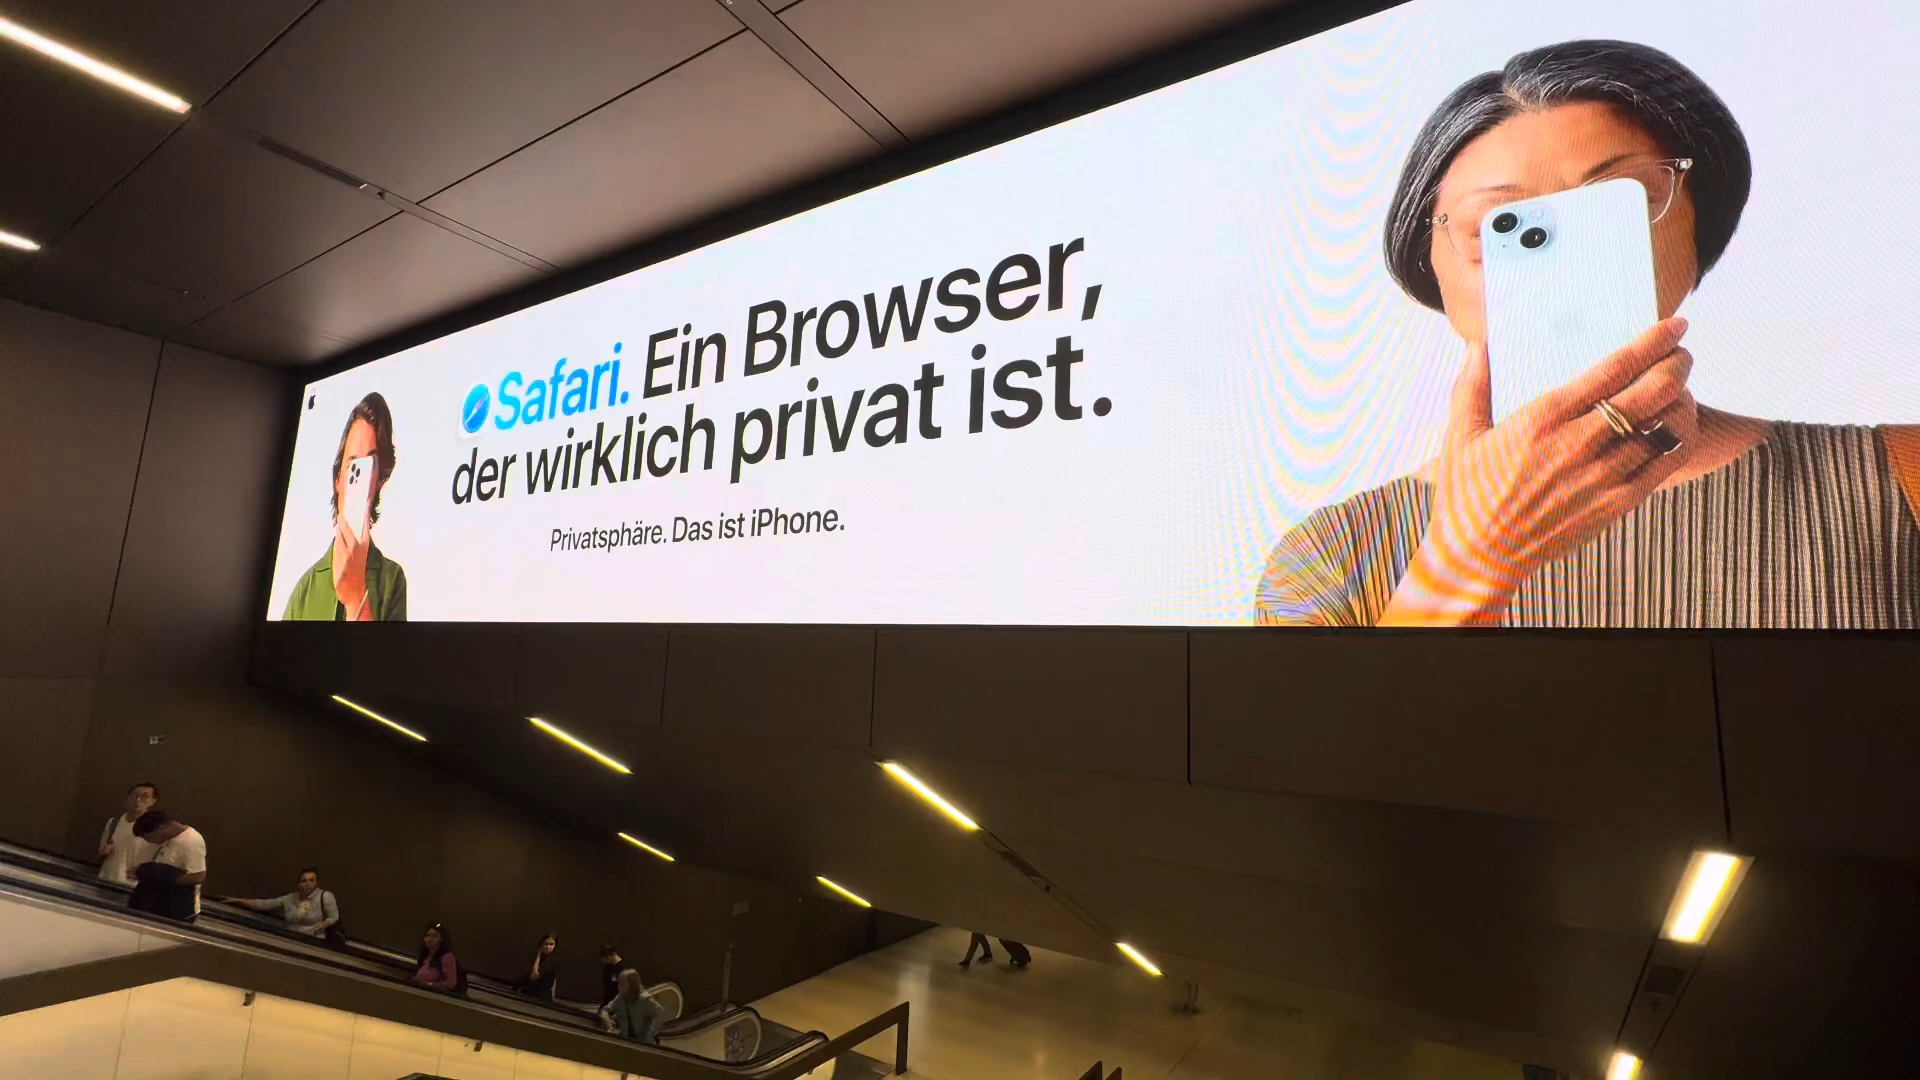 Safari. Ein Browser,
der wirklich privat ist.
Privatsphäre. Das ist iPhone.